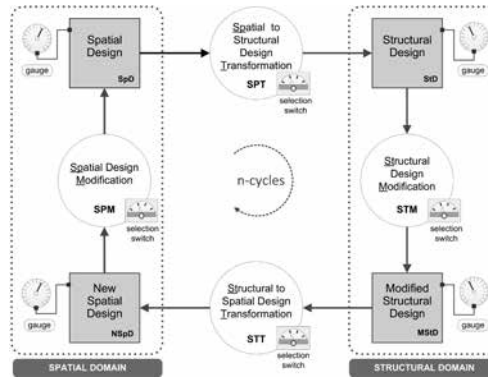 Spatial
Design
SpD
gauge
Spatial to
Structural
Design
Transformation
SPT
selection
switch
Structural
Design
StD
gauge
Spatial Design
Modification
SPM
selection
switch
n-cycles
Structural
Design
Modification
STM
selection
switch
New
Spatial
Design
NSpD
gauge
Structural to
Spatial Design
Transformation
STT
selection
switch
Modified
Structural
Design
MStD
gauge
SPATIAL DOMAIN
STRUCTURAL DOMAIN